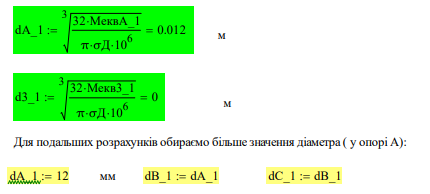 dA_1 := ∛(32·МеквА_1 / π·σД·10⁶) = 0.012 м
d3_1 := ∛(32·Мекв3_1 / π·σД·10⁶) = 0 м
Для подальших розрахунків обираємо більше значення діаметра ( у опорі А):
dA_1 := 12 мм dB_1 := dA_1 dC_1 := dB_1